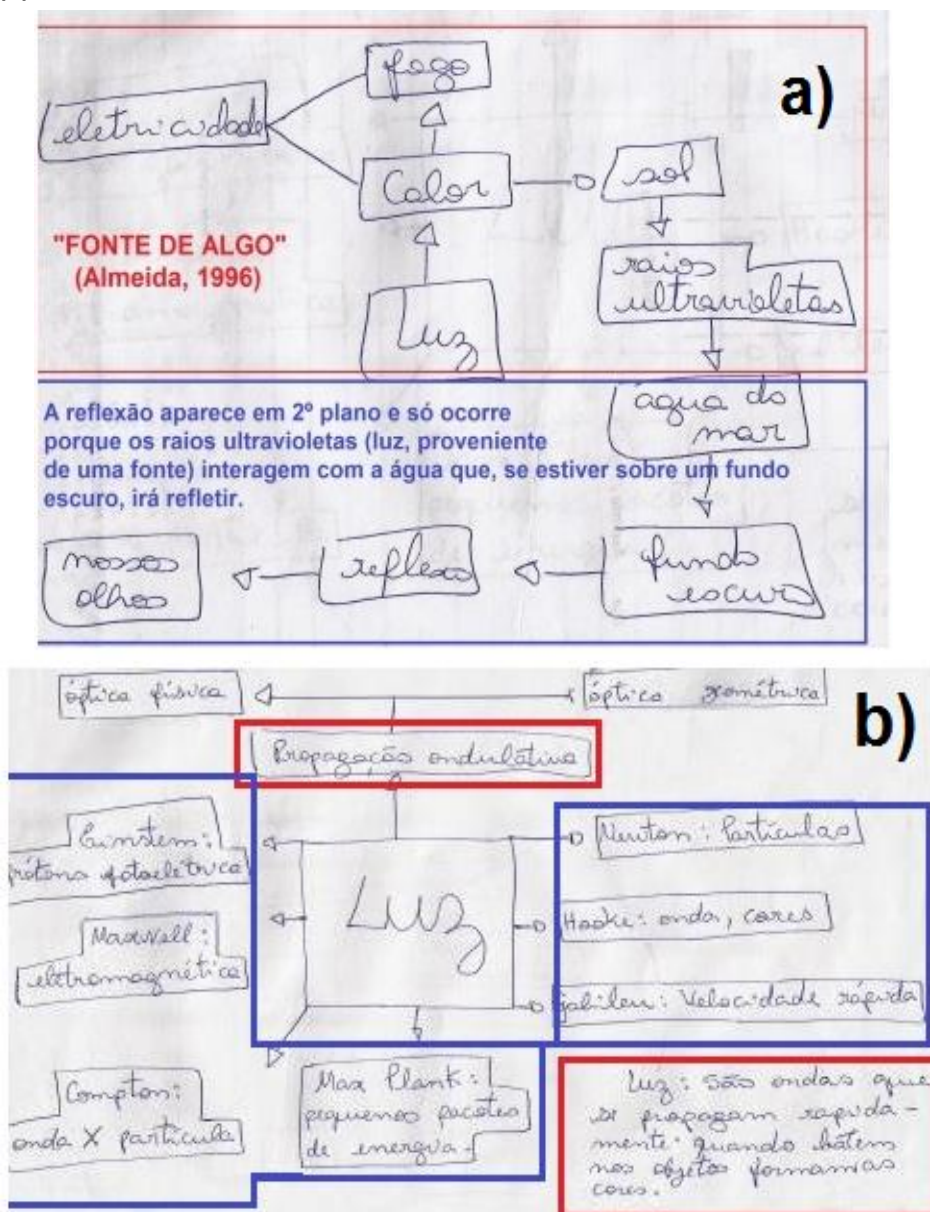 a)
eletricidade
fogo
Calor
sol
"FONTE DE ALGO"
(Almeida, 1996)
raios
ultravioletas
Luz
água do
mar
A reflexão aparece em 2º plano e só ocorre
porque os raios ultravioletas (luz, proveniente
de uma fonte) interagem com a água que, se estiver sobre um fundo
escuro, irá refletir.
nossos
olhos
reflexo
fundo
escuro
b)
óptica física
óptica geométrica
Propagação ondulativa
Einstem:
fótons fotoelétrica
Maxvell:
eletromagnética
Compton:
onda X partícula
Luz
Max Plank:
pequenos pacotes
de energia.
Newton: Partículas
Hooke: onda, cores
Galileu: Velocidade rápida
Luz: são ondas que
se propagam rapida-
mente quando batem
nos objetos formam as
cores.